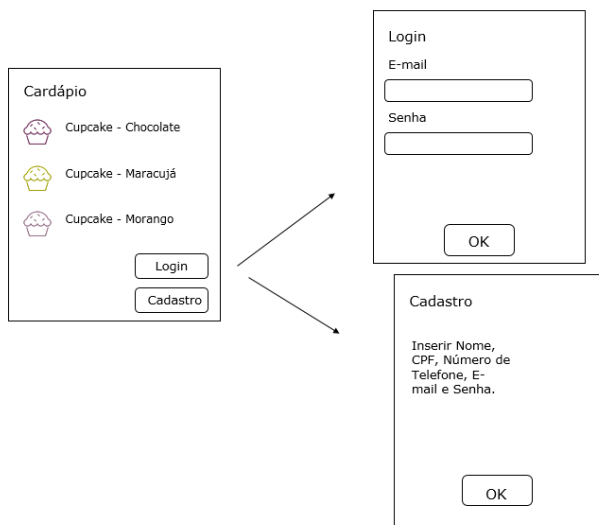 Cardápio
Cupcake - Chocolate
Cupcake - Maracujá
Cupcake - Morango
Login
Cadastro
Login
E-mail
Senha
OK
Cadastro
Inserir Nome,
CPF, Número de
Telefone, E-
mail e Senha.
OK